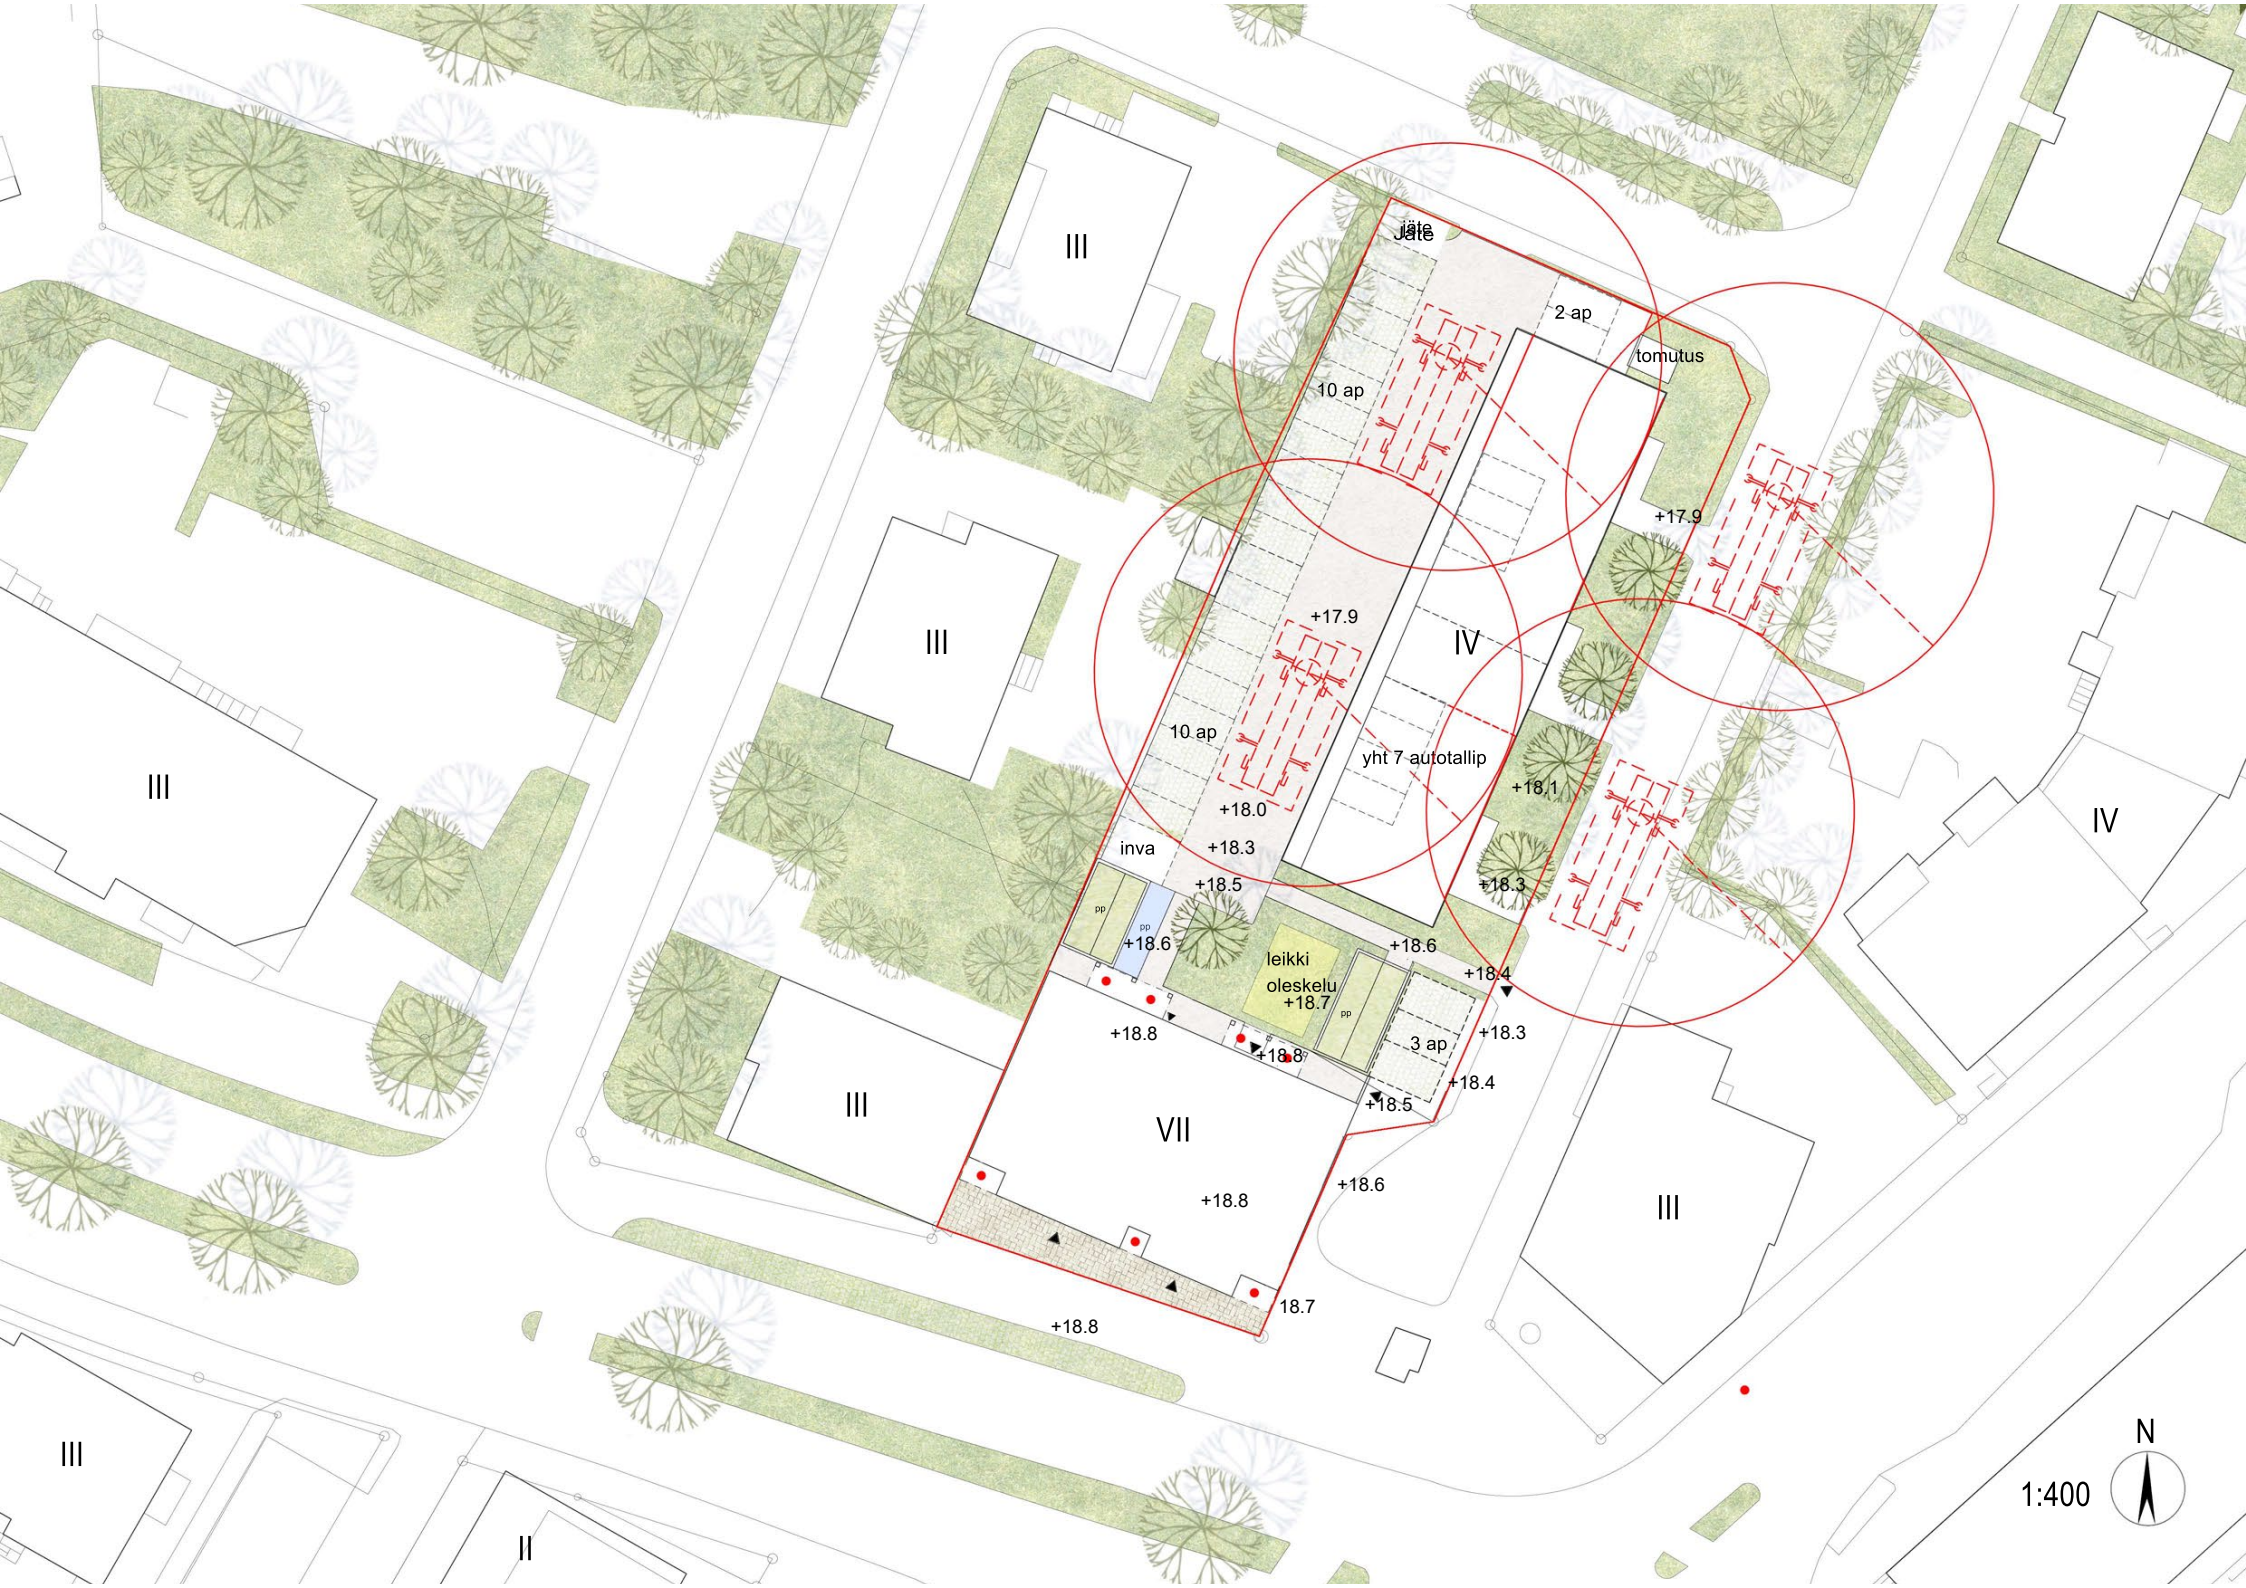 jäte
Jäte
III
2 ap
tomutus
10 ap
+17.9
+17.9
III
IV
10 ap
yht 7 autotallip
+18.1
III
+18.0
IV
inva
+18.3
+18.5
+18.3
pp
pp
+18.6
+18.6
leikki
oleskelu
+18.7
+18.4
pp
+18.8
+18.3
3 ap
+18.8
+18.4
III
+18.5
VII
+18.6
+18.8
III
18.7
+18.8
N
III
1:400
II